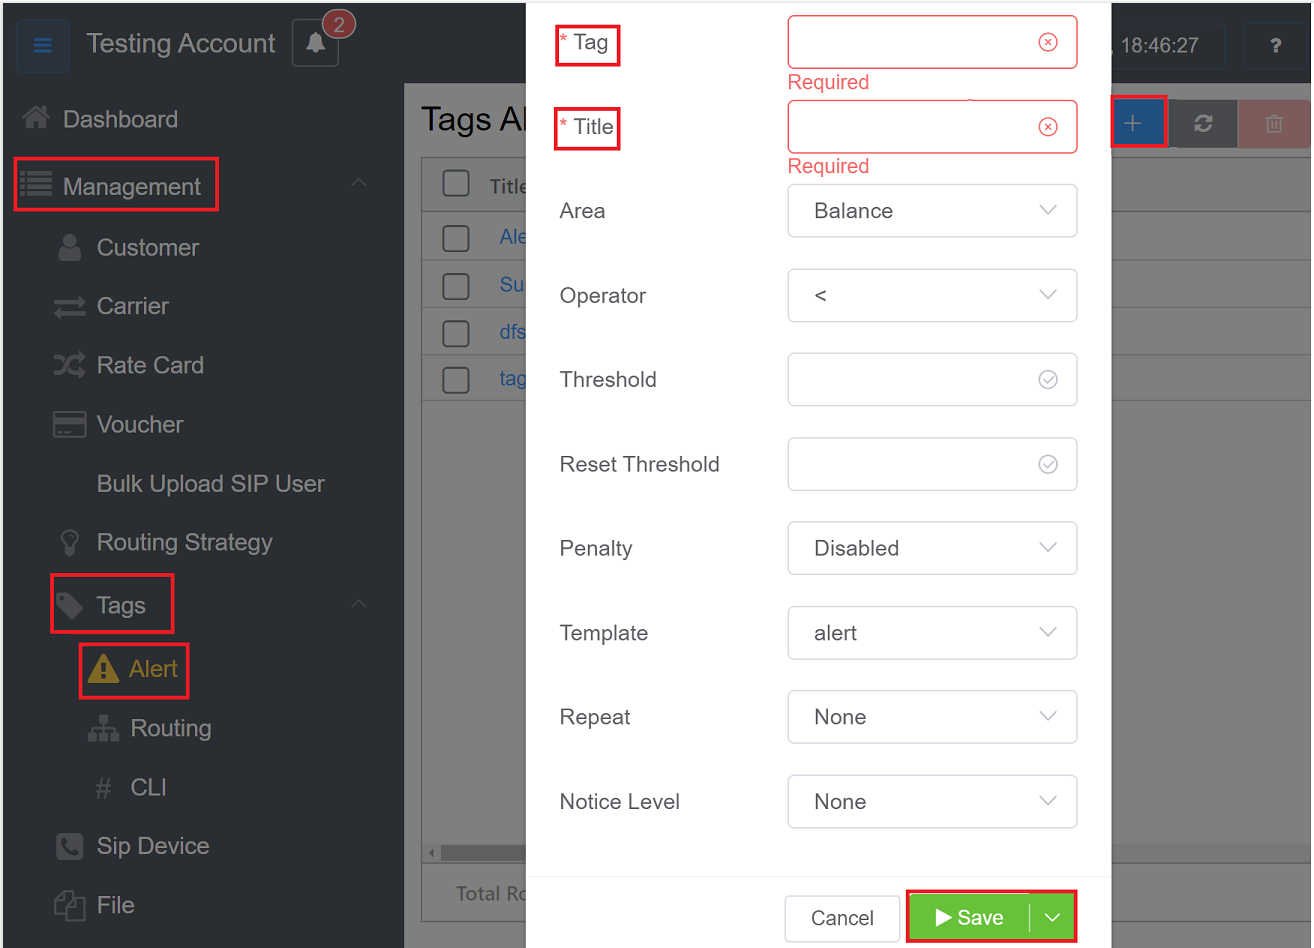 Testing Account
2
, 18:46:27
?
Dashboard
Management
Customer
Carrier
Rate Card
Voucher
Bulk Upload SIP User
Routing Strategy
Tags
Alert
Routing
# CLI
Sip Device
File
Tags Al
Title
Ale
Su
dfs
tag
Total Ro
* Tag
Required
* Title
Required
Area
Balance
Operator
<
Threshold
Reset Threshold
Penalty
Disabled
Template
alert
Repeat
None
Notice Level
None
Cancel
Save